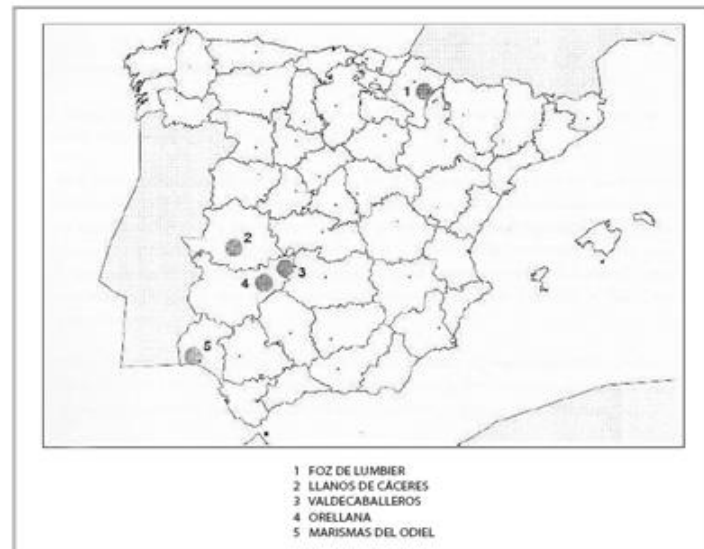 1
2
3
4
5
1 FOZ DE LUMBIER
2 LLANOS DE CÁCERES
3 VALDECABALLEROS
4 ORELLANA
5 MARISMAS DEL ODIEL